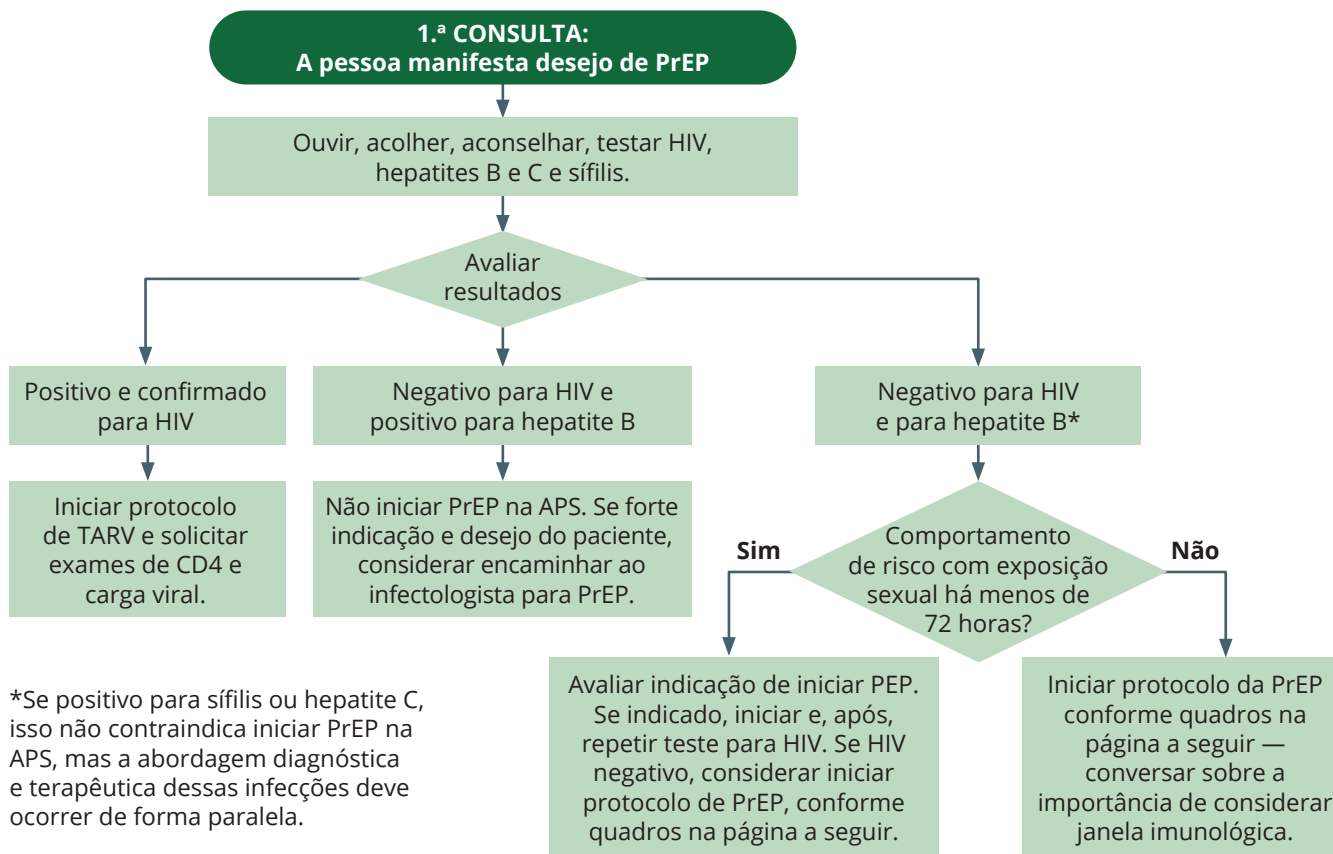 1.ª CONSULTA:
A pessoa manifesta desejo de PrEP
Ouvir, acolher, aconselhar, testar HIV,
hepatites B e C e sífilis.
Avaliar
resultados
Positivo e confirmado
para HIV
Negativo para HIV e
positivo para hepatite B
Negativo para HIV
e para hepatite B*
Iniciar protocolo
de TARV e solicitar
exames de CD4 e
carga viral.
Não iniciar PrEP na APS. Se forte
indicação e desejo do paciente,
considerar encaminhar ao
infectologista para PrEP.
Sim
Comportamento
de risco com exposição
sexual há menos de
72 horas?
Não
Avaliar indicação de iniciar PEP.
Se indicado, iniciar e, após,
repetir teste para HIV. Se HIV
negativo, considerar iniciar
protocolo de PrEP, conforme
quadros na página a seguir.
Iniciar protocolo da PrEP
conforme quadros na
página a seguir —
conversar sobre a
importância de considerar
janela imunológica.
*Se positivo para sífilis ou hepatite C,
isso não contraindica iniciar PrEP na
APS, mas a abordagem diagnóstica
e terapêutica dessas infecções deve
ocorrer de forma paralela.